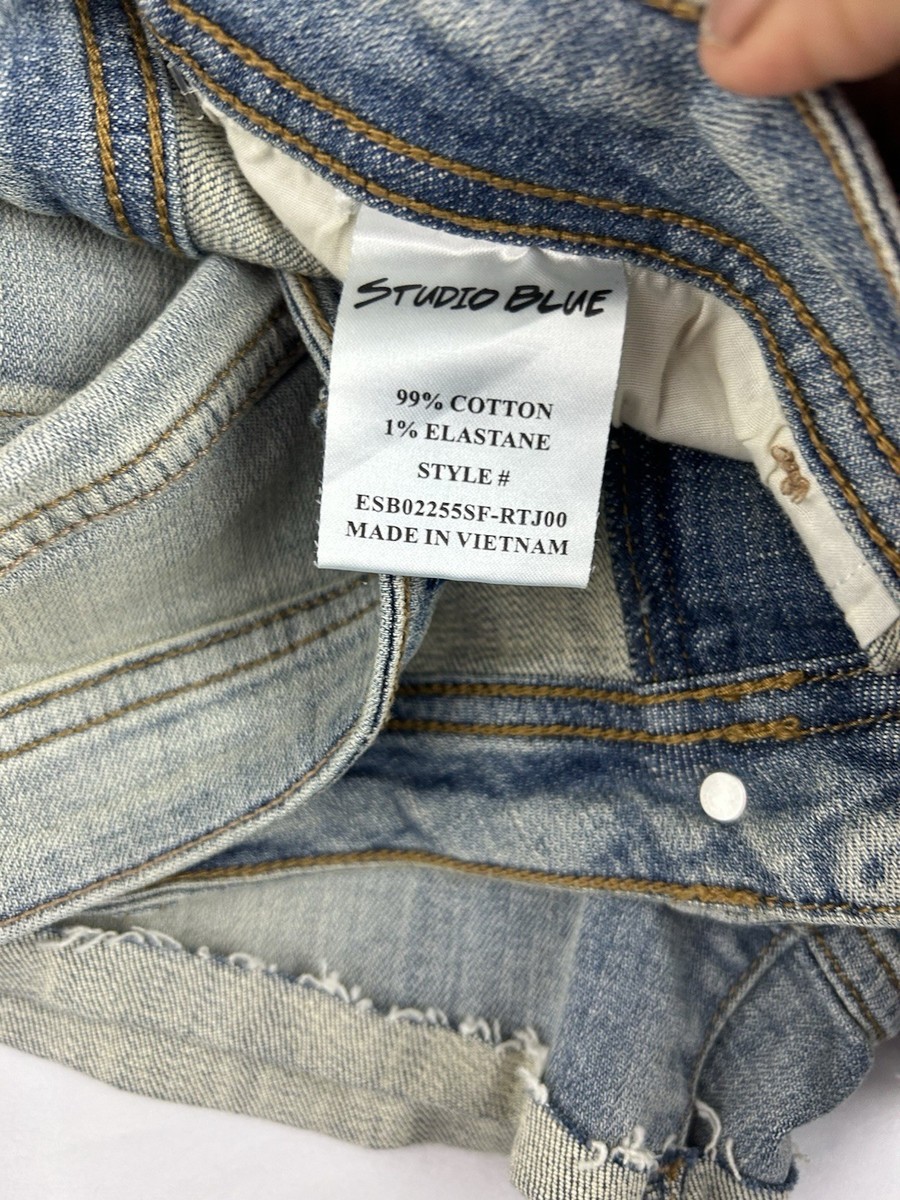 STUDIO BLUE
99% COTTON
1% ELASTANE
STYLE #
ESB02255SF-RTJ00
MADE IN VIETNAM